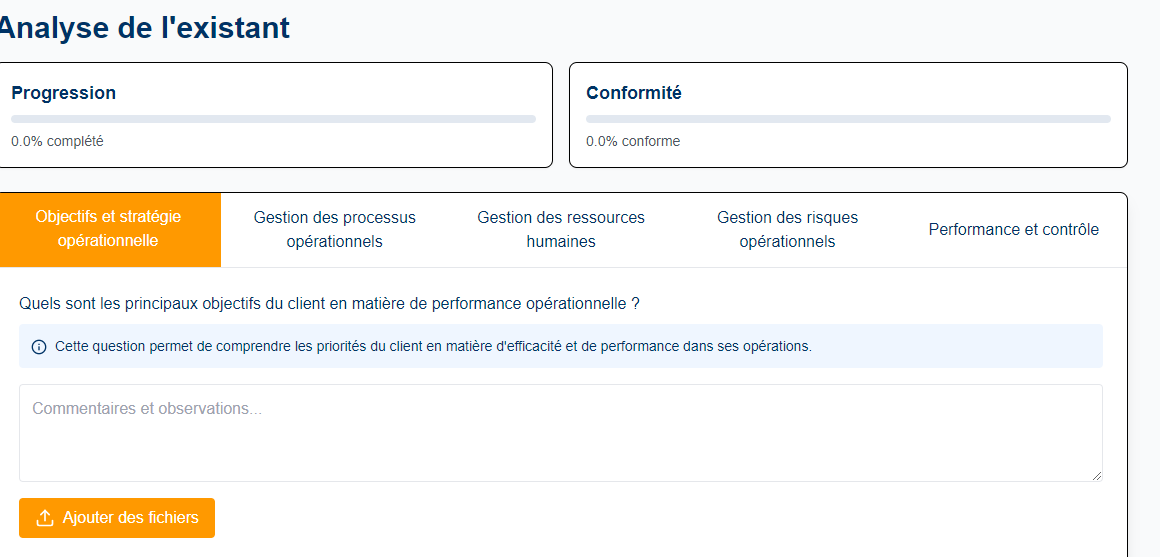 Analyse de l'existant
Progression
0.0% complété
Conformité
0.0% conforme
Objectifs et stratégie
opérationnelle
Gestion des processus
opérationnels
Gestion des ressources
humaines
Gestion des risques
opérationnels
Performance et contrôle
Quels sont les principaux objectifs du client en matière de performance opérationnelle ?
Cette question permet de comprendre les priorités du client en matière d'efficacité et de performance dans ses opérations.
Commentaires et observations...
Ajouter des fichiers